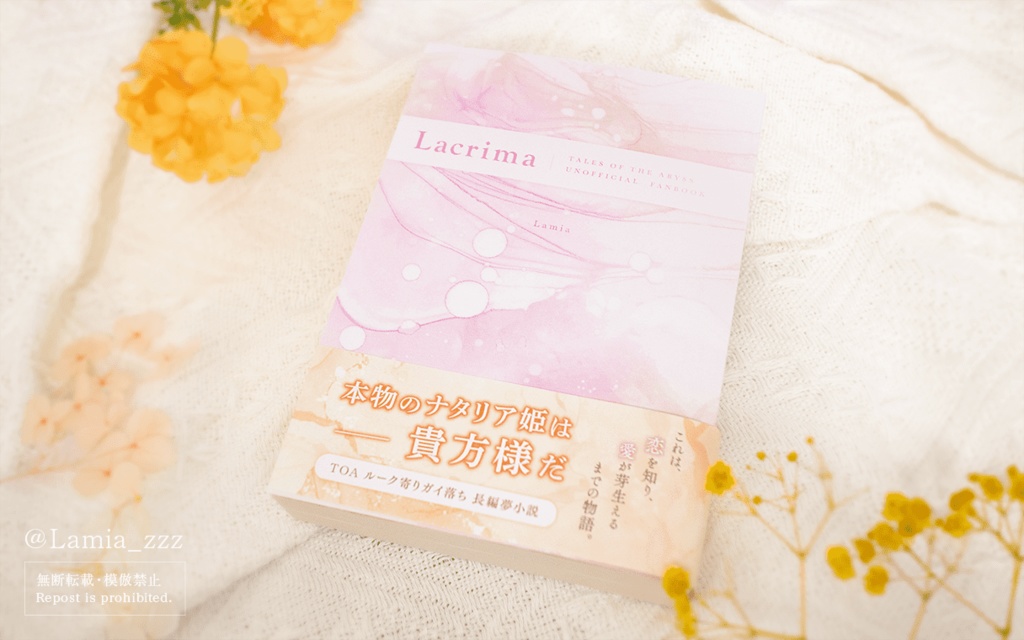 Lacrima
TALES OF THE ABYSS
UNOFFICIAL FANBOOK
Lamia
本物のナタリア姫は
── 貴方様だ
TOA ルーク寄りガイ落ち 長編夢小説
これは、
恋を知り、
愛が芽生える
までの物語。
@Lamia_zzz
無断転載・模倣禁止
Repost is prohibited.